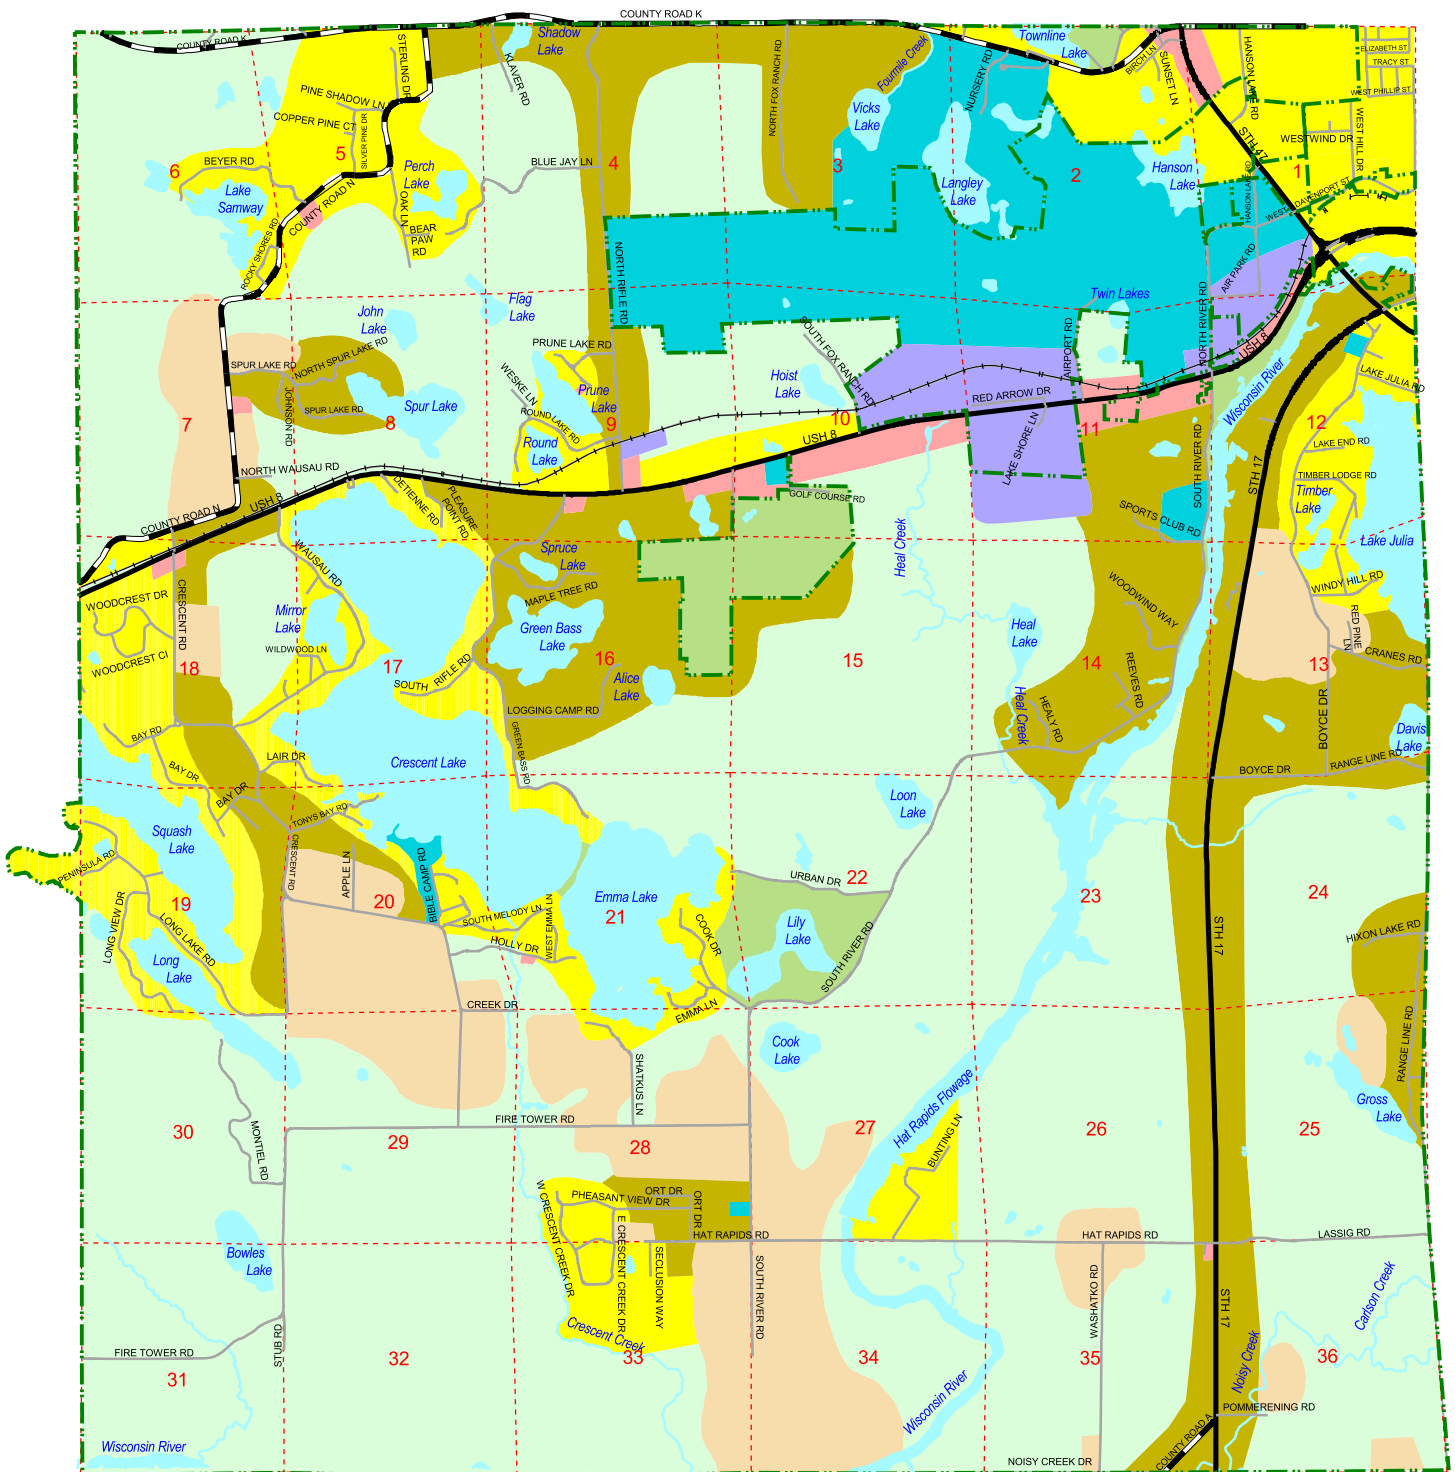 COUNTY ROAD K
COUNTY ROAD K
STERLING DR
KLAVER RD
Shadow
Lake
NORTH FOX RANCH RD
Fourmile Creek
NURSERY RD
Townline
Lake
BIRCH LN
SUNSET LN
HANSON LAKE RD
ELIZABETH ST
TRACY ST
WEST PHILLIP ST
PINE SHADOW LN
COPPER PINE CT
SILVER PINE DR
Vicks
Lake
STH 47
WESTWIND DR
WEST HILL DR
6
BEYER RD
5
Perch
Lake
BLUE JAY LN
4
3
Langley
Lake
2
Hanson
Lake
1
Lake
Samway
COUNTY ROAD N
OAK LN
BEAR
PAW
RD
ROCKY SHORES RD
WEST DAVENPORT ST
AIR PARK RD
NORTH RIFLE RD
John
Lake
Flag
Lake
Twin Lakes
NORTH RIVER RD
USH 8
PRUNE LAKE RD
SOUTH FOX RANCH RD
AIRPORT RD
SPUR LAKE RD
NORTH SPUR LAKE RD
JOHNSON RD
SPUR LAKE RD
Spur Lake
WESKE LN
Prune
Lake
ROUND LAKE RD
Round
Lake
Hoist
Lake
RED ARROW DR
LAKE SHORE LN
Wisconsin River
LAKE JULIA RD
7
8
9
10
USH 8
11
12
LAKE END RD
SOUTH RIVER RD
STH 17
TIMBER LODGE RD
Timber
Lake
NORTH WAUSAU RD
USH 8
COUNTY ROAD N
DETIENNE RD
PLEASURE
POINT RD
GOLF COURSE RD
SPORTS CLUB RD
Heal Creek
Lake Julia
Spruce
Lake
WAUSAU RD
MAPLE TREE RD
WOODCREST DR
CRESCENT RD
Mirror
Lake
WILDWOOD LN
Green Bass
Lake
WOODWIND WAY
WINDY HILL RD
RED PINE
LN
CRANES RD
Heal
Lake
WOODCREST CI
18
17
SOUTH RIFLE RD
16
Alice
Lake
15
14
REEVES RD
13
LOGGING CAMP RD
GREEN BASS RD
Heal Creek
HEALY RD
BOYCE DR
Davis
Lake
BAY RD
BAY DR
LAIR DR
BAY DR
Crescent Lake
BOYCE DR
RANGE LINE RD
TONYS BAY RD
Squash
Lake
Loon
Lake
PENINSULA RD
CRESCENT RD
APPLE LN
BIBLE CAMP RD
URBAN DR
22
19
20
Emma Lake
21
23
24
LONG VIEW DR
LONG LAKE RD
SOUTH MELODY LN
WEST EMMA LN
HOLLY DR
COOK DR
Lily
Lake
SOUTH RIVER RD
STH 17
HIXON LAKE RD
Long
Lake
CREEK DR
EMMA LN
Cook
Lake
RANGE LINE RD
SHATKUS LN
Hat Rapids Flowage
Gross
Lake
30
29
FIRE TOWER RD
28
27
26
25
MONTIEL RD
BUNTING LN
W CRESCENT CREEK DR
PHEASANT VIEW DR
ORT DR
ORT DR
HAT RAPIDS RD
HAT RAPIDS RD
LASSIG RD
Bowles
Lake
E CRESCENT CREEK DR
SECLUSION WAY
SOUTH RIVER RD
WASHATKO RD
STH 17
Carlson Creek
Crescent Creek
STUB RD
FIRE TOWER RD
31
32
33
34
35
36
Noisy Creek
Wisconsin River
POMMERENING RD
COUNTY ROAD A
Wisconsin River
NOISY CREEK DR